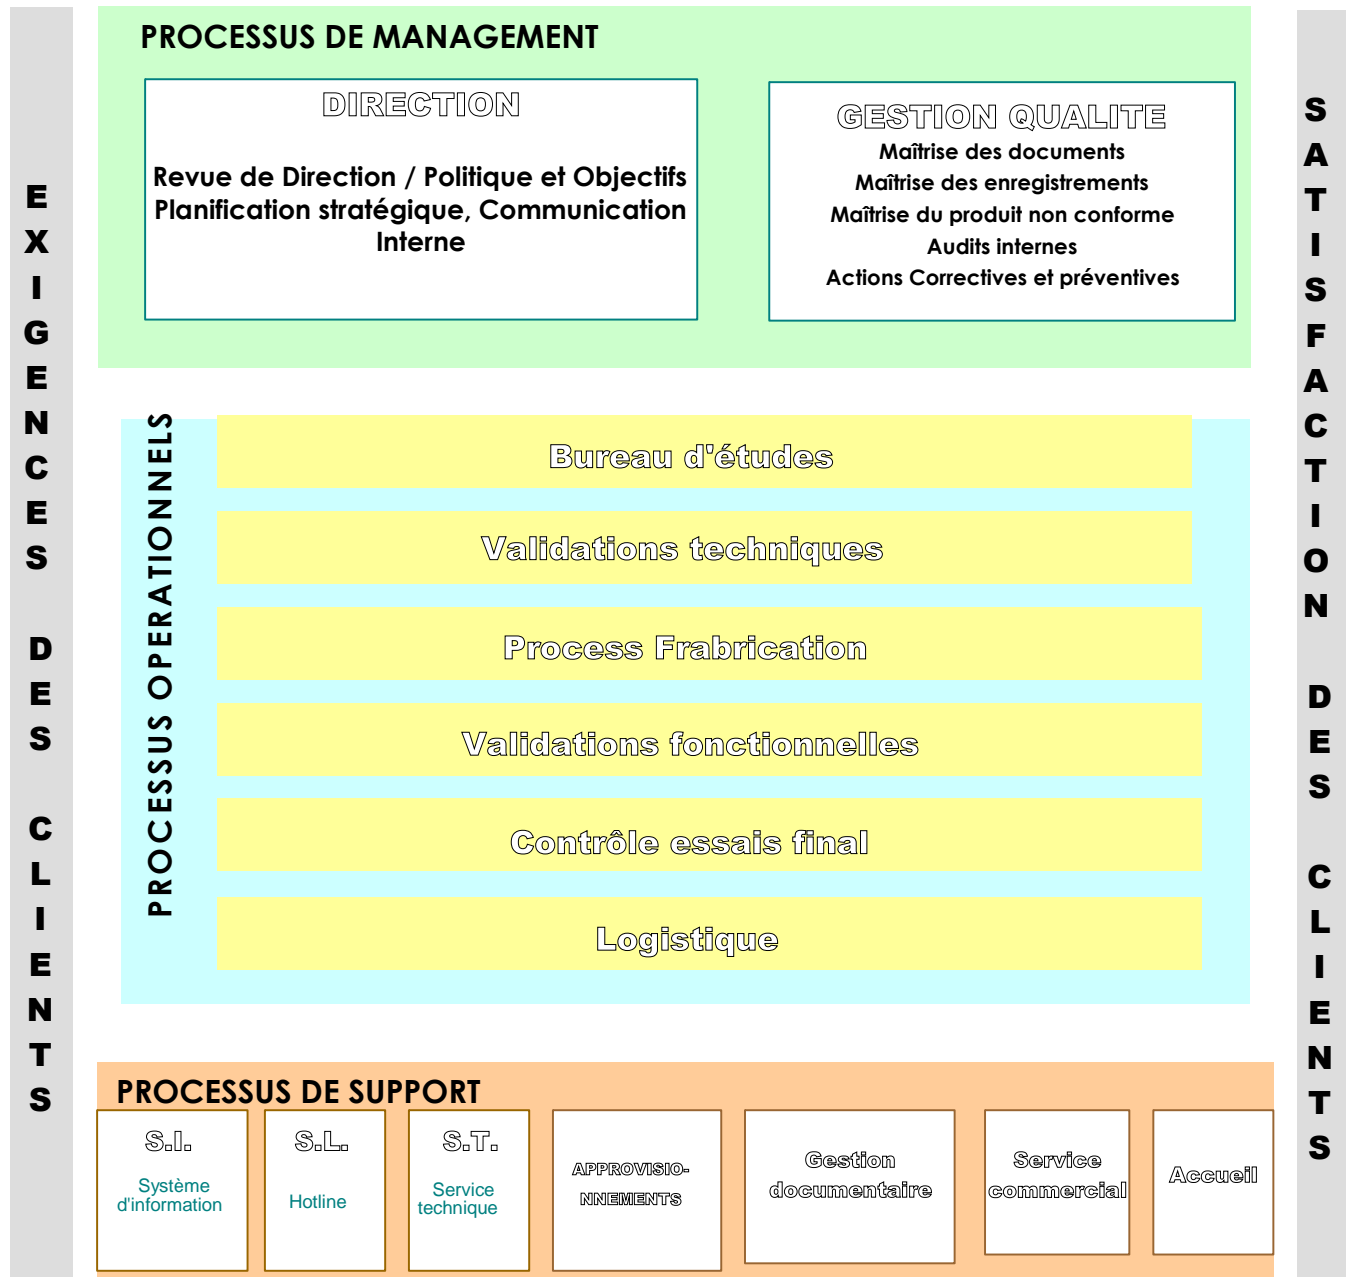 EXIGENCES DES CLIENTS
PROCESSUS DE MANAGEMENT
DIRECTION
Revue de Direction / Politique et Objectifs
Planification stratégique, Communication
Interne
GESTION QUALITE
Maîtrise des documents
Maîtrise des enregistrements
Maîtrise du produit non conforme
Audits internes
Actions Correctives et préventives
PROCESSUS OPERATIONNELS
Bureau d'études
Validations techniques
Process Frabrication
Validations fonctionnelles
Contrôle essais final
Logistique
PROCESSUS DE SUPPORT
S.I.
Système
d'information
S.L.
Hotline
S.T.
Service
technique
APPROVISIO-
NNEMENTS
Gestion
documentaire
Service
commercial
Accueil
SATISFACTION DES CLIENTS